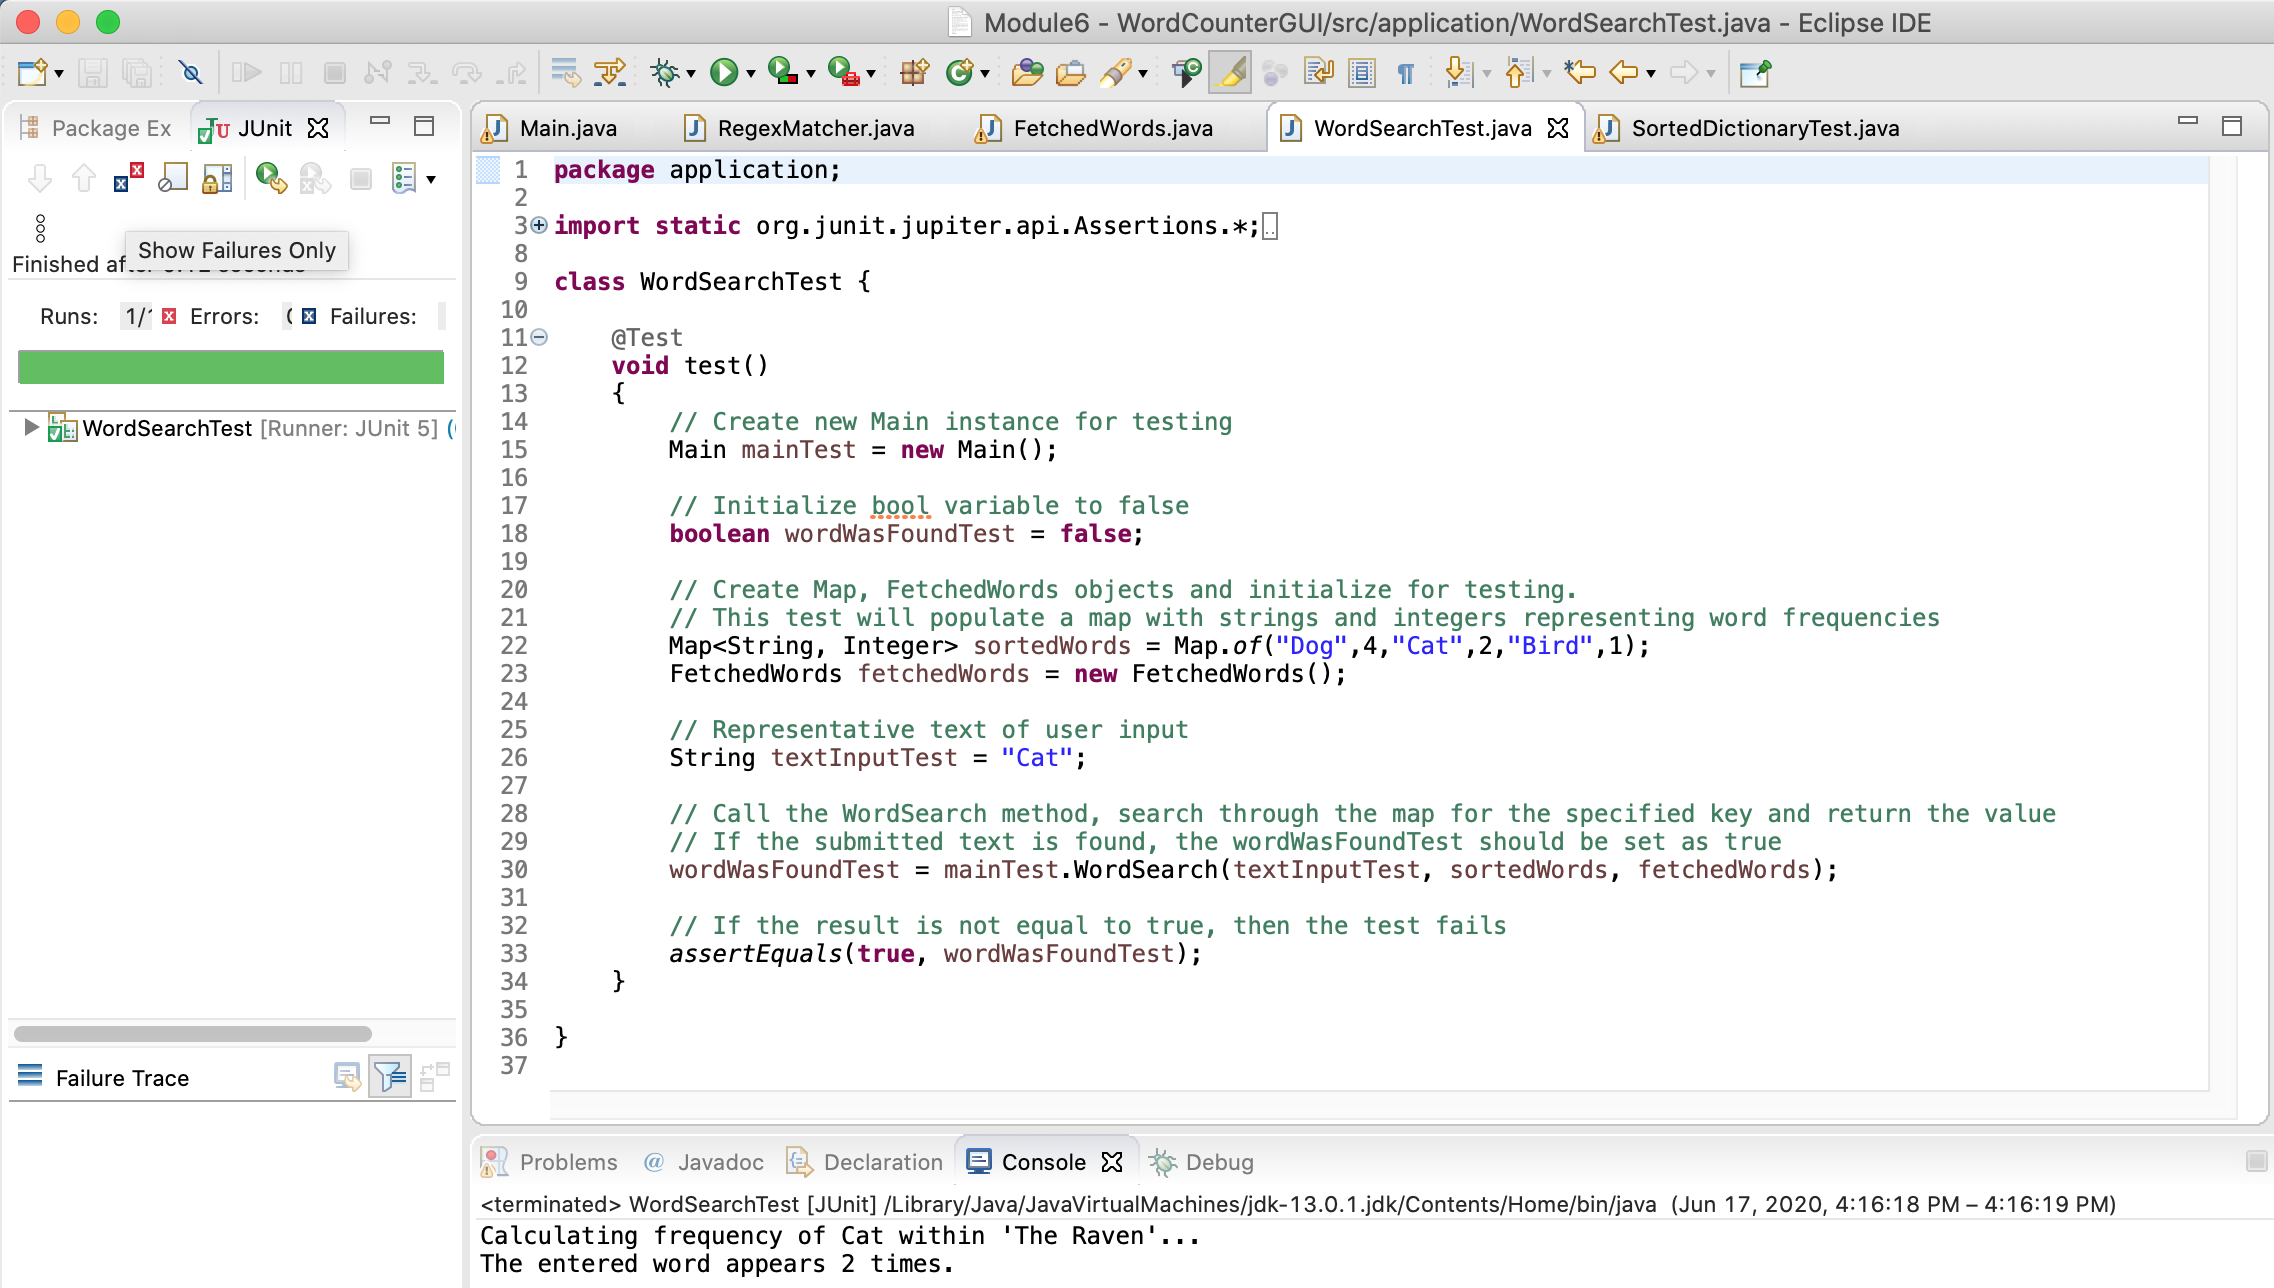 Module6 - WordCounterGUI/src/application/WordSearchTest.java - Eclipse IDE
Package Ex JUnit
Show Failures Only
Finished seconds
Runs: Errors: Failures:
WordSearchTest [Runner: JUnit 5]
Failure Trace
Main.java RegexMatcher.java FetchedWords.java WordSearchTest.java SortedDictionaryTest.java
1 package application;
2
3 import static org.junit.jupiter.api.Assertions.*;
8
9 class WordSearchTest {
10
11 @Test
12 void test()
13 {
14 // Create new Main instance for testing
15 Main mainTest = new Main();
16
17 // Initialize bool variable to false
18 boolean wordWasFoundTest = false;
19
20 // Create Map, FetchedWords objects and initialize for testing.
21 // This test will populate a map with strings and integers representing word frequencies
22 Map<String, Integer> sortedWords = Map.of("Dog",4,"Cat",2,"Bird",1);
23 FetchedWords fetchedWords = new FetchedWords();
24
25 // Representative text of user input
26 String textInputTest = "Cat";
27
28 // Call the WordSearch method, search through the map for the specified key and return the value
29 // If the submitted text is found, the wordWasFoundTest should be set as true
30 wordWasFoundTest = mainTest.WordSearch(textInputTest, sortedWords, fetchedWords);
31
32 // If the result is not equal to true, then the test fails
33 assertEquals(true, wordWasFoundTest);
34 }
35
36 }
37
Problems @ Javadoc Declaration Console Debug
<terminated> WordSearchTest [JUnit] /Library/Java/JavaVirtualMachines/jdk-13.0.1.jdk/Contents/Home/bin/java (Jun 17, 2020, 4:16:18 PM – 4:16:19 PM)
Calculating frequency of Cat within 'The Raven'...
The entered word appears 2 times.